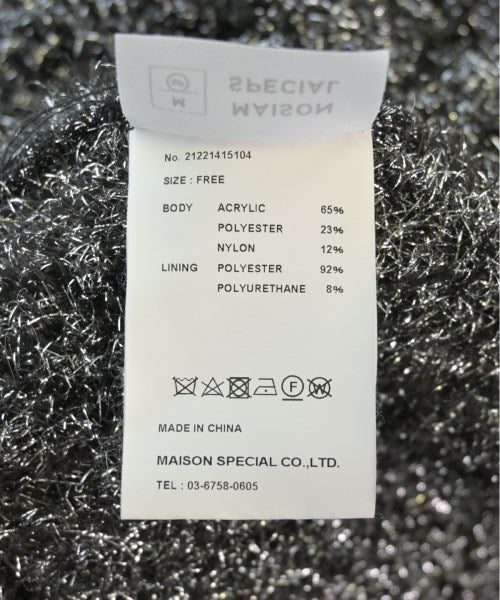 MAISON
SPECIAL
M
No. 21221415104
SIZE : FREE
BODY ACRYLIC 65%
POLYESTER 23%
NYLON 12%
LINING POLYESTER 92%
POLYURETHANE 8%
F
W
MADE IN CHINA
MAISON SPECIAL CO.,LTD.
TEL : 03-6758-0605